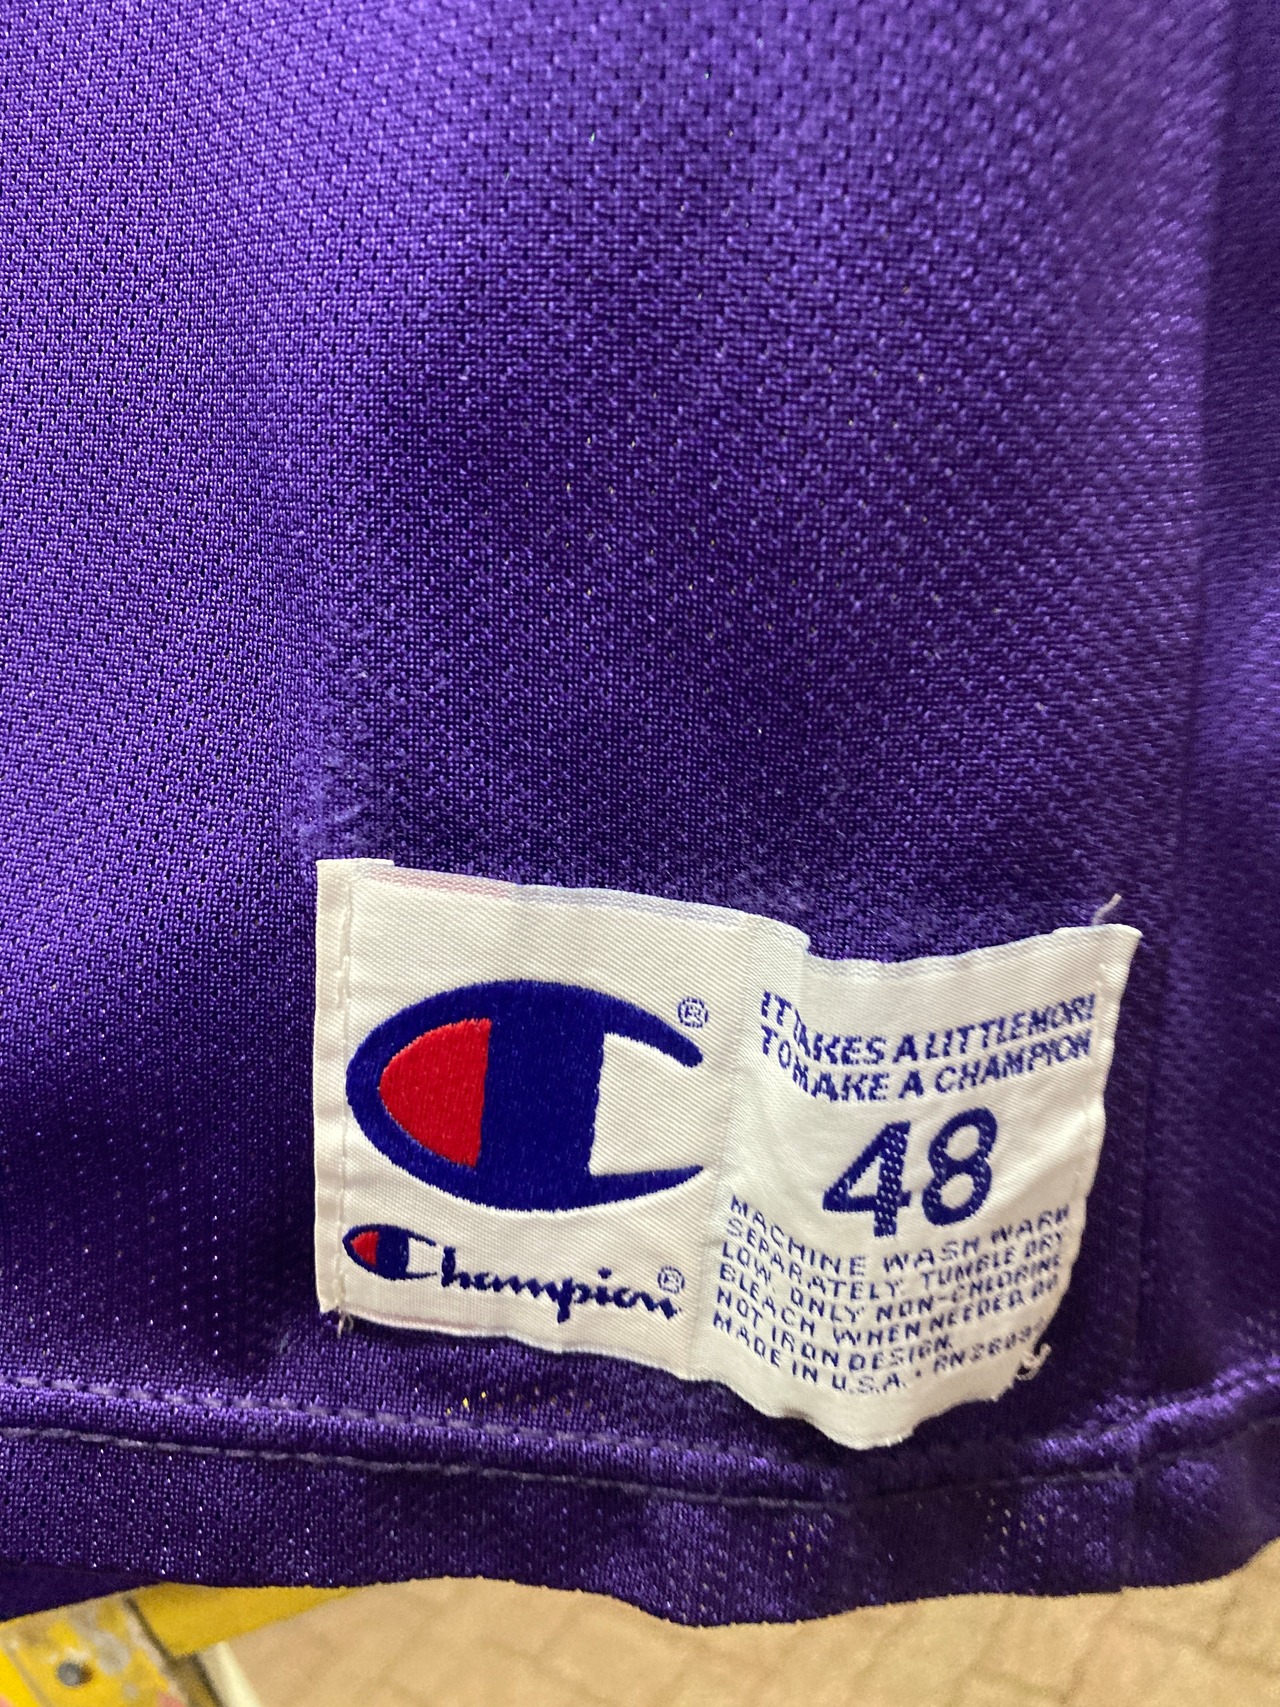 ®
Champion®
IT TAKES A LITTLE MORE
TO MAKE A CHAMPION
48
MACHINE WASH WARM
SEPARATELY. TUMBLE DRY
LOW. ONLY NON-CHLORINE
BLEACH WHEN NEEDED DO
NOT IRON DESIGN.
MADE IN U.S.A. • RN